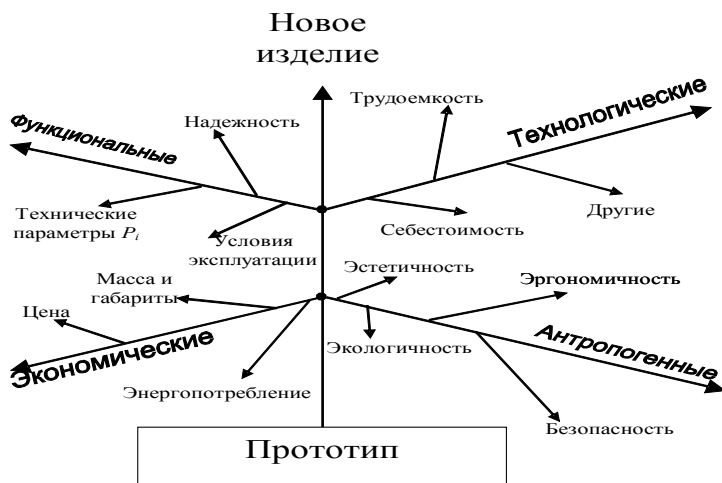 Новое
изделие
Трудоемкость
Технологические
Функциональные
Надежность
Технические
параметры Pᵢ
Условия
эксплуатации
Себестоимость
Другие
Масса и
габариты
Эстетичность
Эргономичность
Цена
Экономические
Экологичность
Антропогенные
Энергопотребление
Безопасность
Прототип